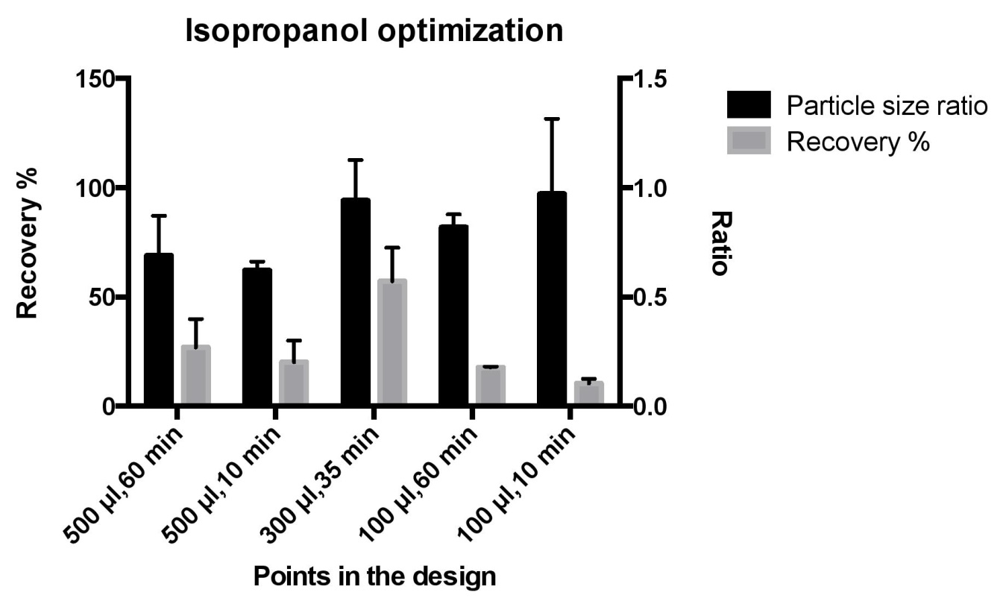 Isopropanol optimization
150
100
50
0
Recovery %
1.5
1.0
0.5
0.0
Ratio
Particle size ratio
Recovery %
500 µl,60 min
500 µl,10 min
300 µl,35 min
100 µl,60 min
100 µl,10 min
Points in the design